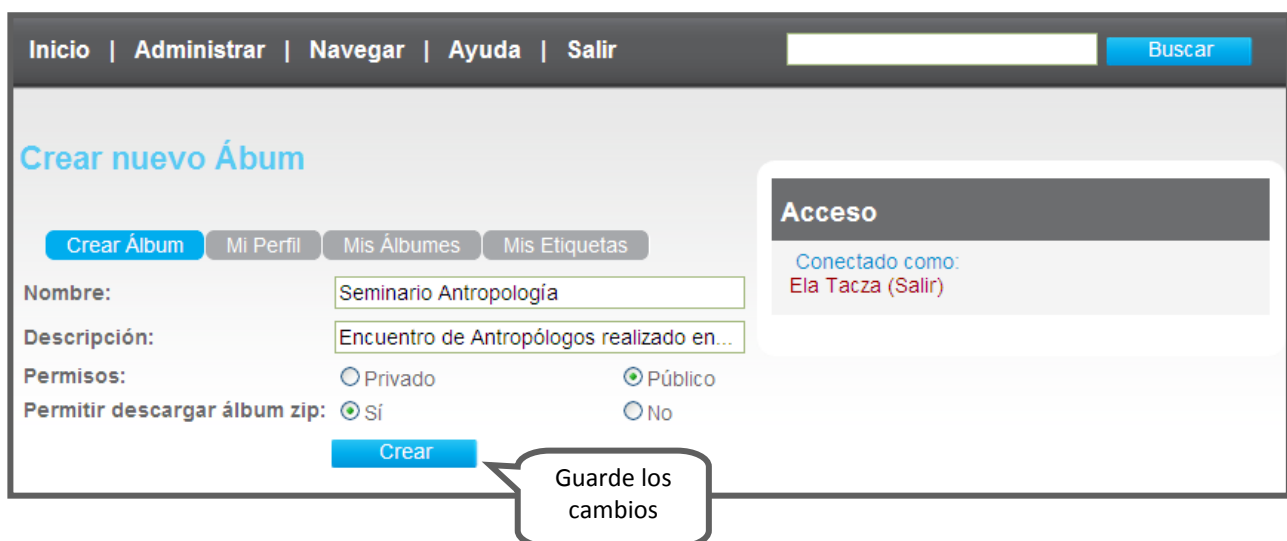 Inicio | Administrar | Navegar | Ayuda | Salir Buscar
Crear nuevo Ábum
Acceso
Crear Álbum Mi Perfil Mis Álbumes Mis Etiquetas
Conectado como:
Ela Tacza (Salir)
Nombre: Seminario Antropología
Descripción: Encuentro de Antropólogos realizado en...
Permisos: Privado Público
Permitir descargar álbum zip: Sí No
Crear
Guarde los
cambios